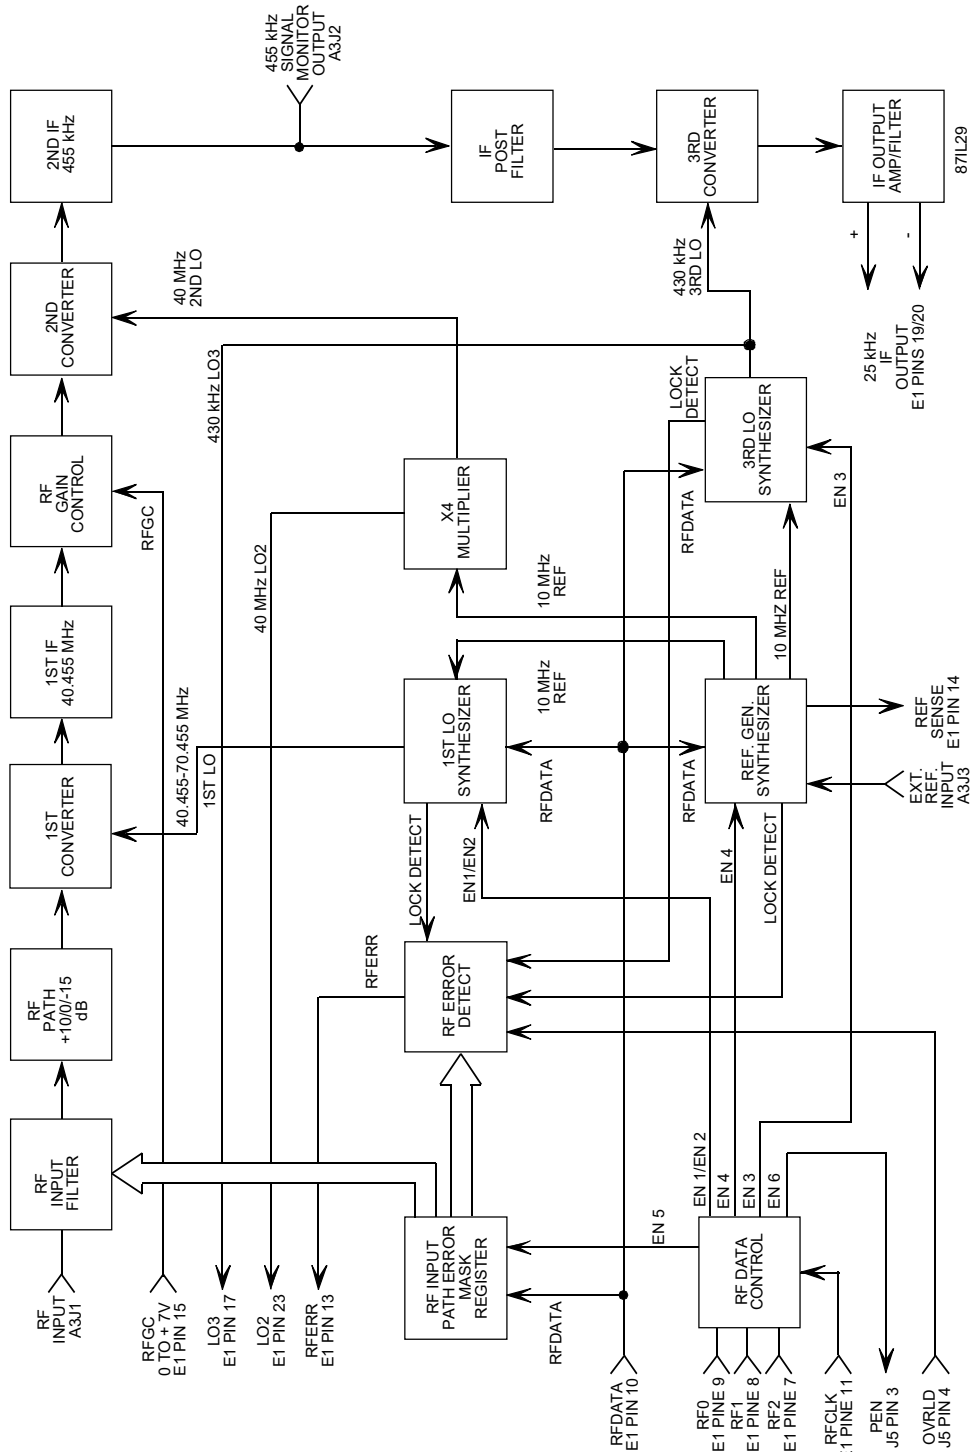 RF
INPUT
A3J1
RF
INPUT
FILTER
RF
PATH
+10/0/-15
dB
1ST
CONVERTER
1ST IF
40.455 MHz
RF
GAIN
CONTROL
2ND
CONVERTER
2ND IF
455 kHz
RFGC
0 TO + 7V
E1 PIN 15
RFGC
40.455-70.455 MHz
1ST LO
430 kHz LO3
40 MHz
2ND LO
455 kHz
SIGNAL
MONITOR
OUTPUT
A3J2
LO3
E1 PIN 17
LO2
E1 PIN 23
40 MHz LO2
RFERR
E1 PIN 13
RFERR
RF INPUT
PATH ERROR
MASK
REGISTER
RF ERROR
DETECT
LOCK DETECT
EN1/EN2
1ST LO
SYNTHESIZER
X4
MULTIPLIER
IF
POST
FILTER
RFDATA
RFDATA
10 MHz
REF
10 MHz
REF
RFDATA
E1 PIN 10
EN 5
RFDATA
RFDATA
LOCK
DETECT
430 kHz
3RD LO
3RD
CONVERTER
RF0
E1 PINE 9
RF1
E1 PINE 8
RF2
E1 PINE 7
RF DATA
CONTROL
EN 1/EN 2
EN 4
EN 3
EN 6
EN 4
LOCK DETECT
REF. GEN.
SYNTHESIZER
10 MHZ REF
3RD LO
SYNTHESIZER
EN 3
RFCLK
E1 PINE 11
PEN
J5 PIN 3
OVRLD
J5 PIN 4
EXT.
REF.
INPUT
A3J3
REF
SENSE
E1 PIN 14
25 kHz
IF
OUTPUT
E1 PINS 19/20
+
-
IF OUTPUT
AMP/FILTER
87IL29